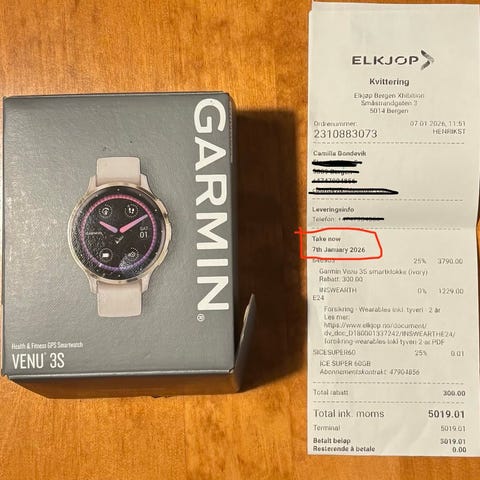 GARMIN®
SAT
01
Health & Fitness GPS Smartwatch
VENU® 3S
ELKJØP
Kvittering
Elkjøp Bergen Xhibition
Småstrandgaten 3
5014 Bergen
Ordrenummer: 07.01.2026, 11:51
2310883073 HENRIKST
Camilla Bondevik
Leveringsinfo
Telefon:
Take now
7th January 2026
25% 3790.00
Garmin Venu 3S smartklokke (ivory)
Rabatt: 300.00
INSWEARTH 0% 1229.00
E24
Forsikring - Wearables inkl. tyveri - 2 år
Les mer:
https://www.elkjop.no/document/
dv_doc_D180001337242/INSWEARTHE24/
forsikring-wearables-inkl-tyveri-2-ar.PDF
SICESUPER60 25% 0.01
ICE SUPER 60GB
Abonnementskontrakt: 47904856
Total rabatt 300.00
Total ink. moms 5019.01
Terminal 5019.01
Betalt beløp 5019.01
Resterende å betale 0.00